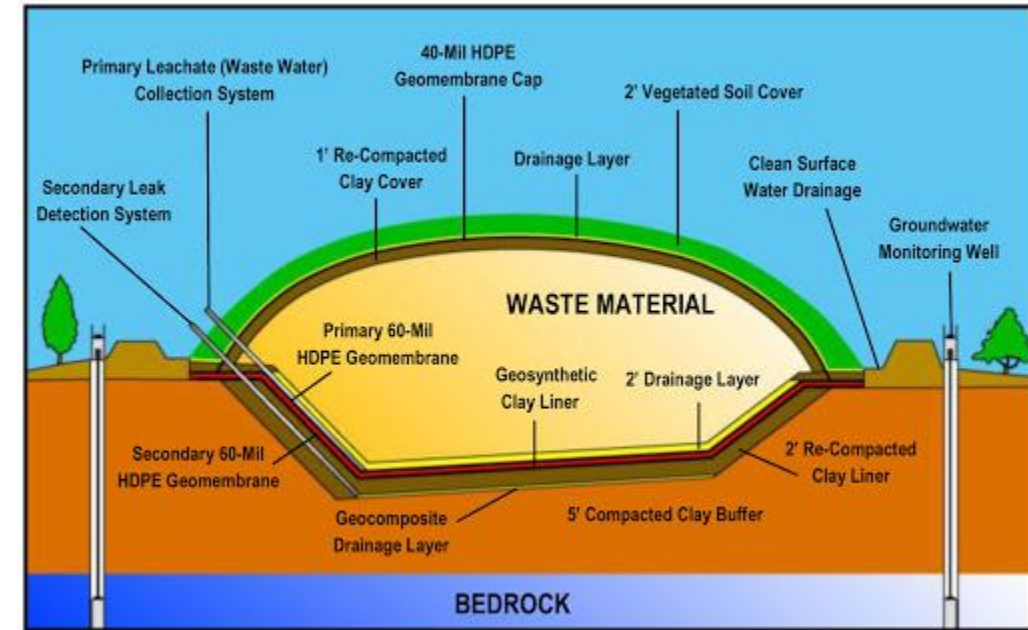 40-Mil HDPE
Geomembrane Cap
Primary Leachate (Waste Water)
Collection System
2' Vegetated Soil Cover
1' Re-Compacted
Clay Cover
Drainage Layer
Clean Surface
Water Drainage
Secondary Leak
Detection System
Groundwater
Monitoring Well
WASTE MATERIAL
Primary 60-Mil
HDPE Geomembrane
Geosynthetic
Clay Liner
2' Drainage Layer
Secondary 60-Mil
HDPE Geomembrane
2' Re-Compacted
Clay Liner
Geocomposite
Drainage Layer
5' Compacted Clay Buffer
BEDROCK